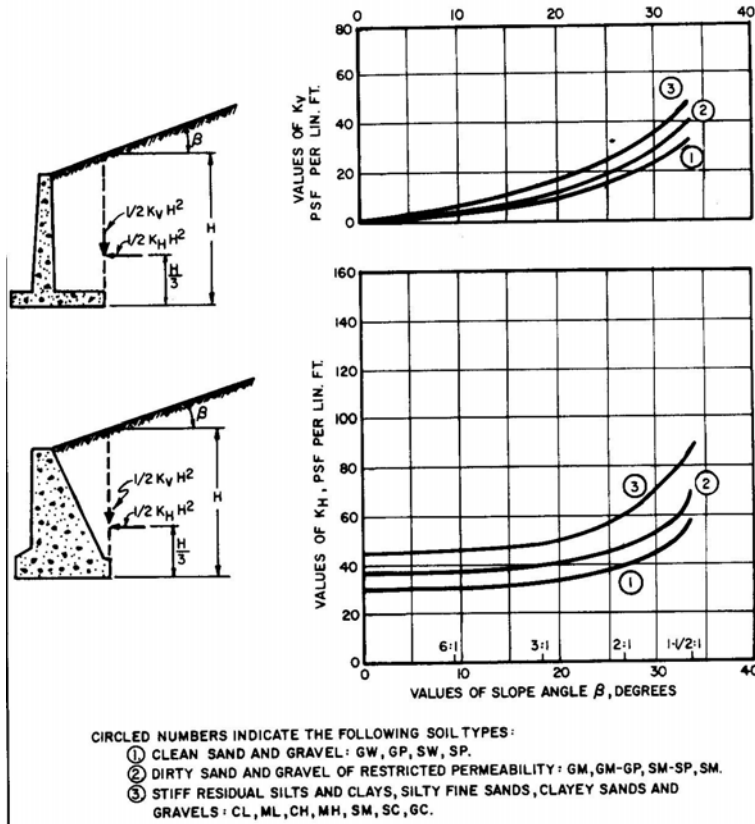 0 10 20 30 40
80
60
40
20
0
VALUES OF KV
PSF PER LIN. FT.
3
2
1
β
1/2 KV H2
1/2 KH H2
H
H/3
160
140
120
100
80
60
40
20
0
VALUES OF KH, PSF PER LIN. FT.
3
2
1
6:1 3:1 2:1 1-1/2:1
0 10 20 30 40
VALUES OF SLOPE ANGLE β, DEGREES
β
1/2 KV H2
1/2 KH H2
H
H/3
CIRCLED NUMBERS INDICATE THE FOLLOWING SOIL TYPES:
1. CLEAN SAND AND GRAVEL: GW, GP, SW, SP.
2 DIRTY SAND AND GRAVEL OF RESTRICTED PERMEABILITY: GM, GM-GP, SM-SP, SM.
3 STIFF RESIDUAL SILTS AND CLAYS, SILTY FINE SANDS, CLAYEY SANDS AND
GRAVELS: CL, ML, CH, MH, SM, SC, GC.